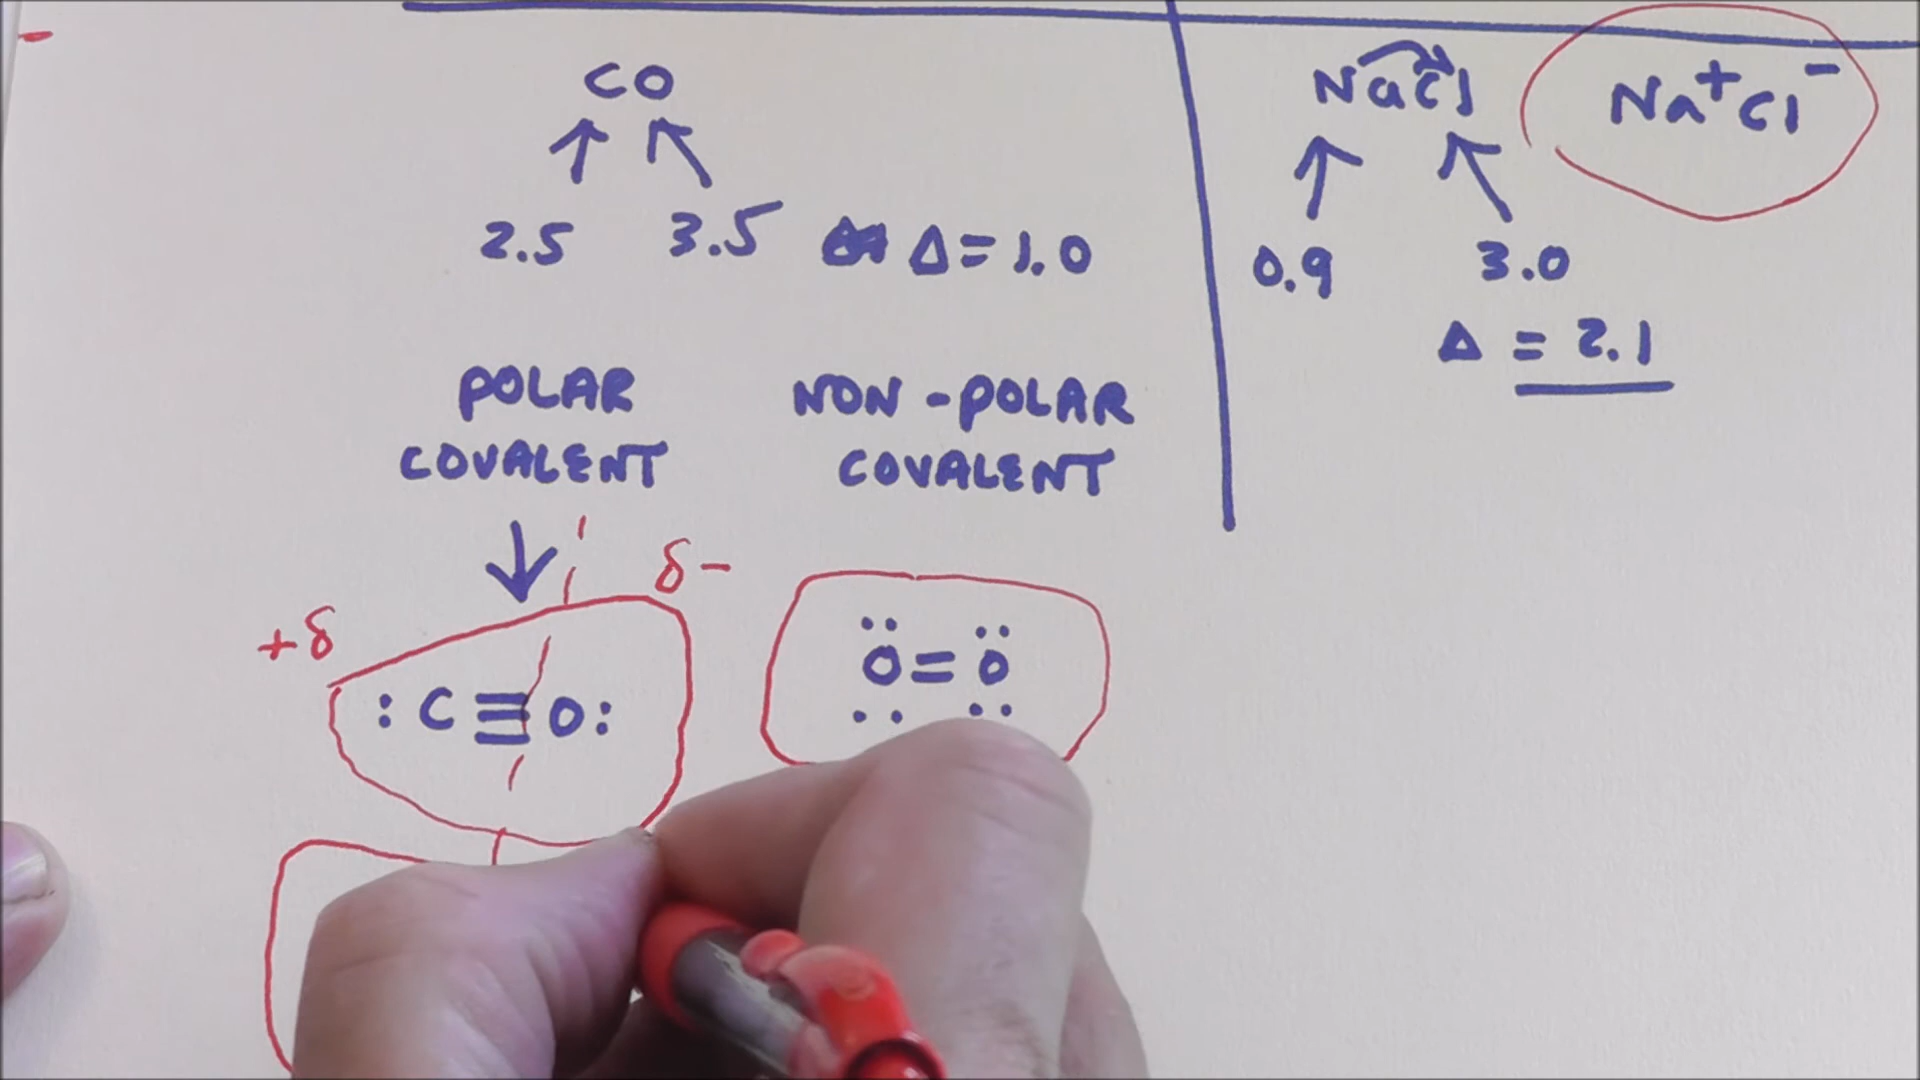 CO
2.5 3.5 Δ = 1.0
POLAR COVALENT
NON-POLAR COVALENT
+δ δ-
:C≡O:
O=O
NaCl Na⁺Cl⁻
0.9 3.0
Δ = 2.1